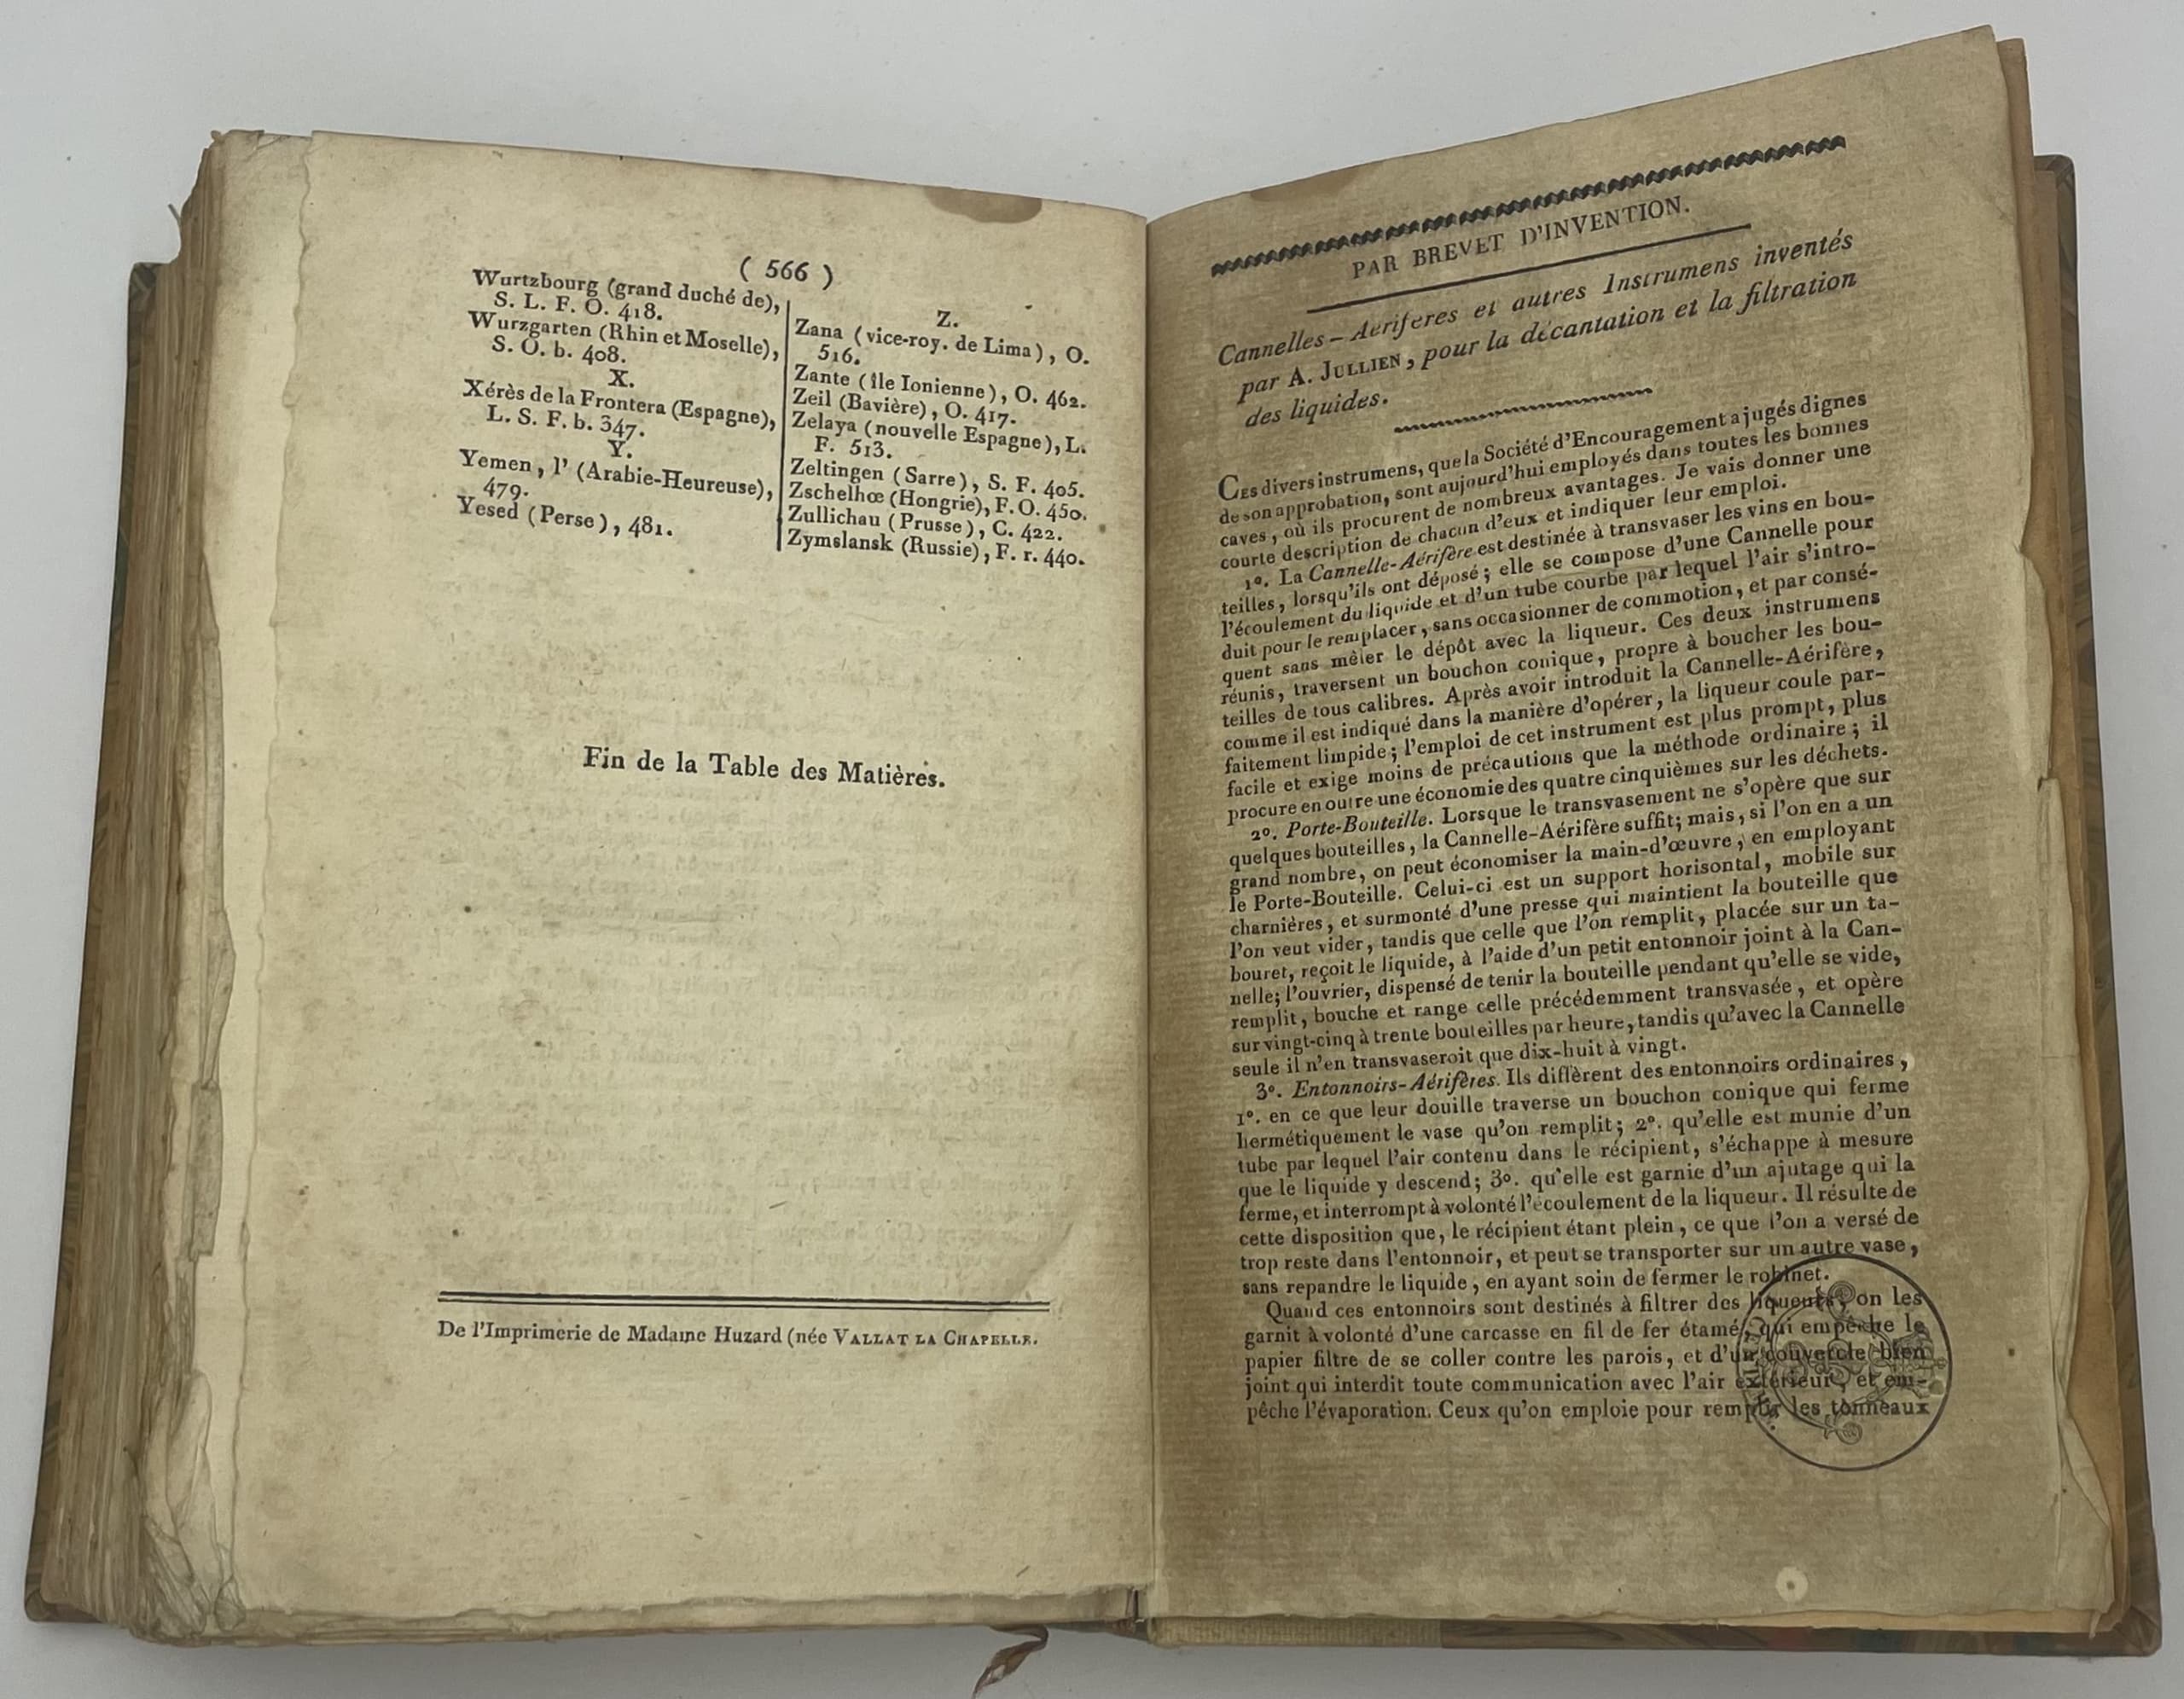 ( 566 )
Wurtzbourg (grand duché de),
S. L. F. O. 418.
Wurzgarten (Rhin et Moselle),
S. O. b. 408.
X.
Xérès de la Frontera (Espagne),
L. S. F. b. 347.
Y.
Yemen, l' (Arabie-Heureuse),
479.
Yesed (Perse), 481.
Z.
Zana (vice-roy. de Lima), O.
516.
Zante (île Ionienne), O. 462.
Zeil (Bavière), O. 417.
Zelaya (nouvelle Espagne), L.
F. 513.
Zeltingen (Sarre), S. F. 405.
Zschelhœ (Hongrie), F. O. 450.
Zullichau (Prusse), C. 422.
Zymslansk (Russie), F. r. 440.
Fin de la Table des Matières.
De l'Imprimerie de Madame Huzard (née VALLAT LA CHAPELLE.
PAR BREVET D'INVENTION.
Cannelles-Aérifères et autres Instrumens inventés
par A. JULLIEN, pour la décantation et la filtration
des liquides.
CES divers instrumens, que la Société d'Encouragement a jugés dignes
de son approbation, sont aujourd'hui employés dans toutes les bonnes
caves, où ils procurent de nombreux avantages. Je vais donner une
courte description de chacun d'eux et indiquer leur emploi.
1°. La Cannelle-Aérifère est destinée à transvaser les vins en bou-
teilles, lorsqu'ils ont déposé; elle se compose d'une Cannelle pour
l'écoulement du liquide et d'un tube courbe par lequel l'air s'intro-
duit pour le remplacer, sans occasionner de commotion, et par consé-
quent sans mêler le dépôt avec la liqueur. Ces deux instrumens
réunis, traversent un bouchon conique, propre à boucher les bou-
teilles de tous calibres. Après avoir introduit la Cannelle-Aérifère,
comme il est indiqué dans la manière d'opérer, la liqueur coule par-
faitement limpide; l'emploi de cet instrument est plus prompt, plus
facile et exige moins de précautions que la méthode ordinaire; il
procure en outre une économie des quatre cinquièmes sur les déchets.
2°. Porte-Bouteille. Lorsque le transvasement ne s'opère que sur
quelques bouteilles, la Cannelle-Aérifère suffit; mais, si l'on en a un
grand nombre, on peut économiser la main-d'œuvre, en employant
le Porte-Bouteille. Celui-ci est un support horisontal, mobile sur
charnières, et surmonté d'une presse qui maintient la bouteille que
l'on veut vider, tandis que celle que l'on remplit, placée sur un ta-
bouret, reçoit le liquide, à l'aide d'un petit entonnoir joint à la Can-
nelle; l'ouvrier, dispensé de tenir la bouteille pendant qu'elle se vide,
remplit, bouche et range celle précédemment transvasée, et opère
sur vingt-cinq à trente bouteilles par heure, tandis qu'avec la Cannelle
seule il n'en transvaseroit que dix-huit à vingt.
3°. Entonnoirs-Aérifères. Ils diffèrent des entonnoirs ordinaires,
1°. en ce que leur douille traverse un bouchon conique qui ferme
hermétiquement le vase qu'on remplit; 2°. qu'elle est munie d'un
tube par lequel l'air contenu dans le récipient, s'échappe à mesure
que le liquide y descend; 3°. qu'elle est garnie d'un ajutage qui la
ferme, et interrompt à volonté l'écoulement de la liqueur. Il résulte de
cette disposition que, le récipient étant plein, ce que l'on a versé de
trop reste dans l'entonnoir, et peut se transporter sur un autre vase,
sans repandre le liquide, en ayant soin de fermer le robinet.
Quand ces entonnoirs sont destinés à filtrer des liqueurs, on les
garnit à volonté d'une carcasse en fil de fer étamé, qui empêche le
papier filtre de se coller contre les parois, et d'un couvercle bien
joint qui interdit toute communication avec l'air extérieur, et em-
pêche l'évaporation. Ceux qu'on emploie pour remplir les tonneaux